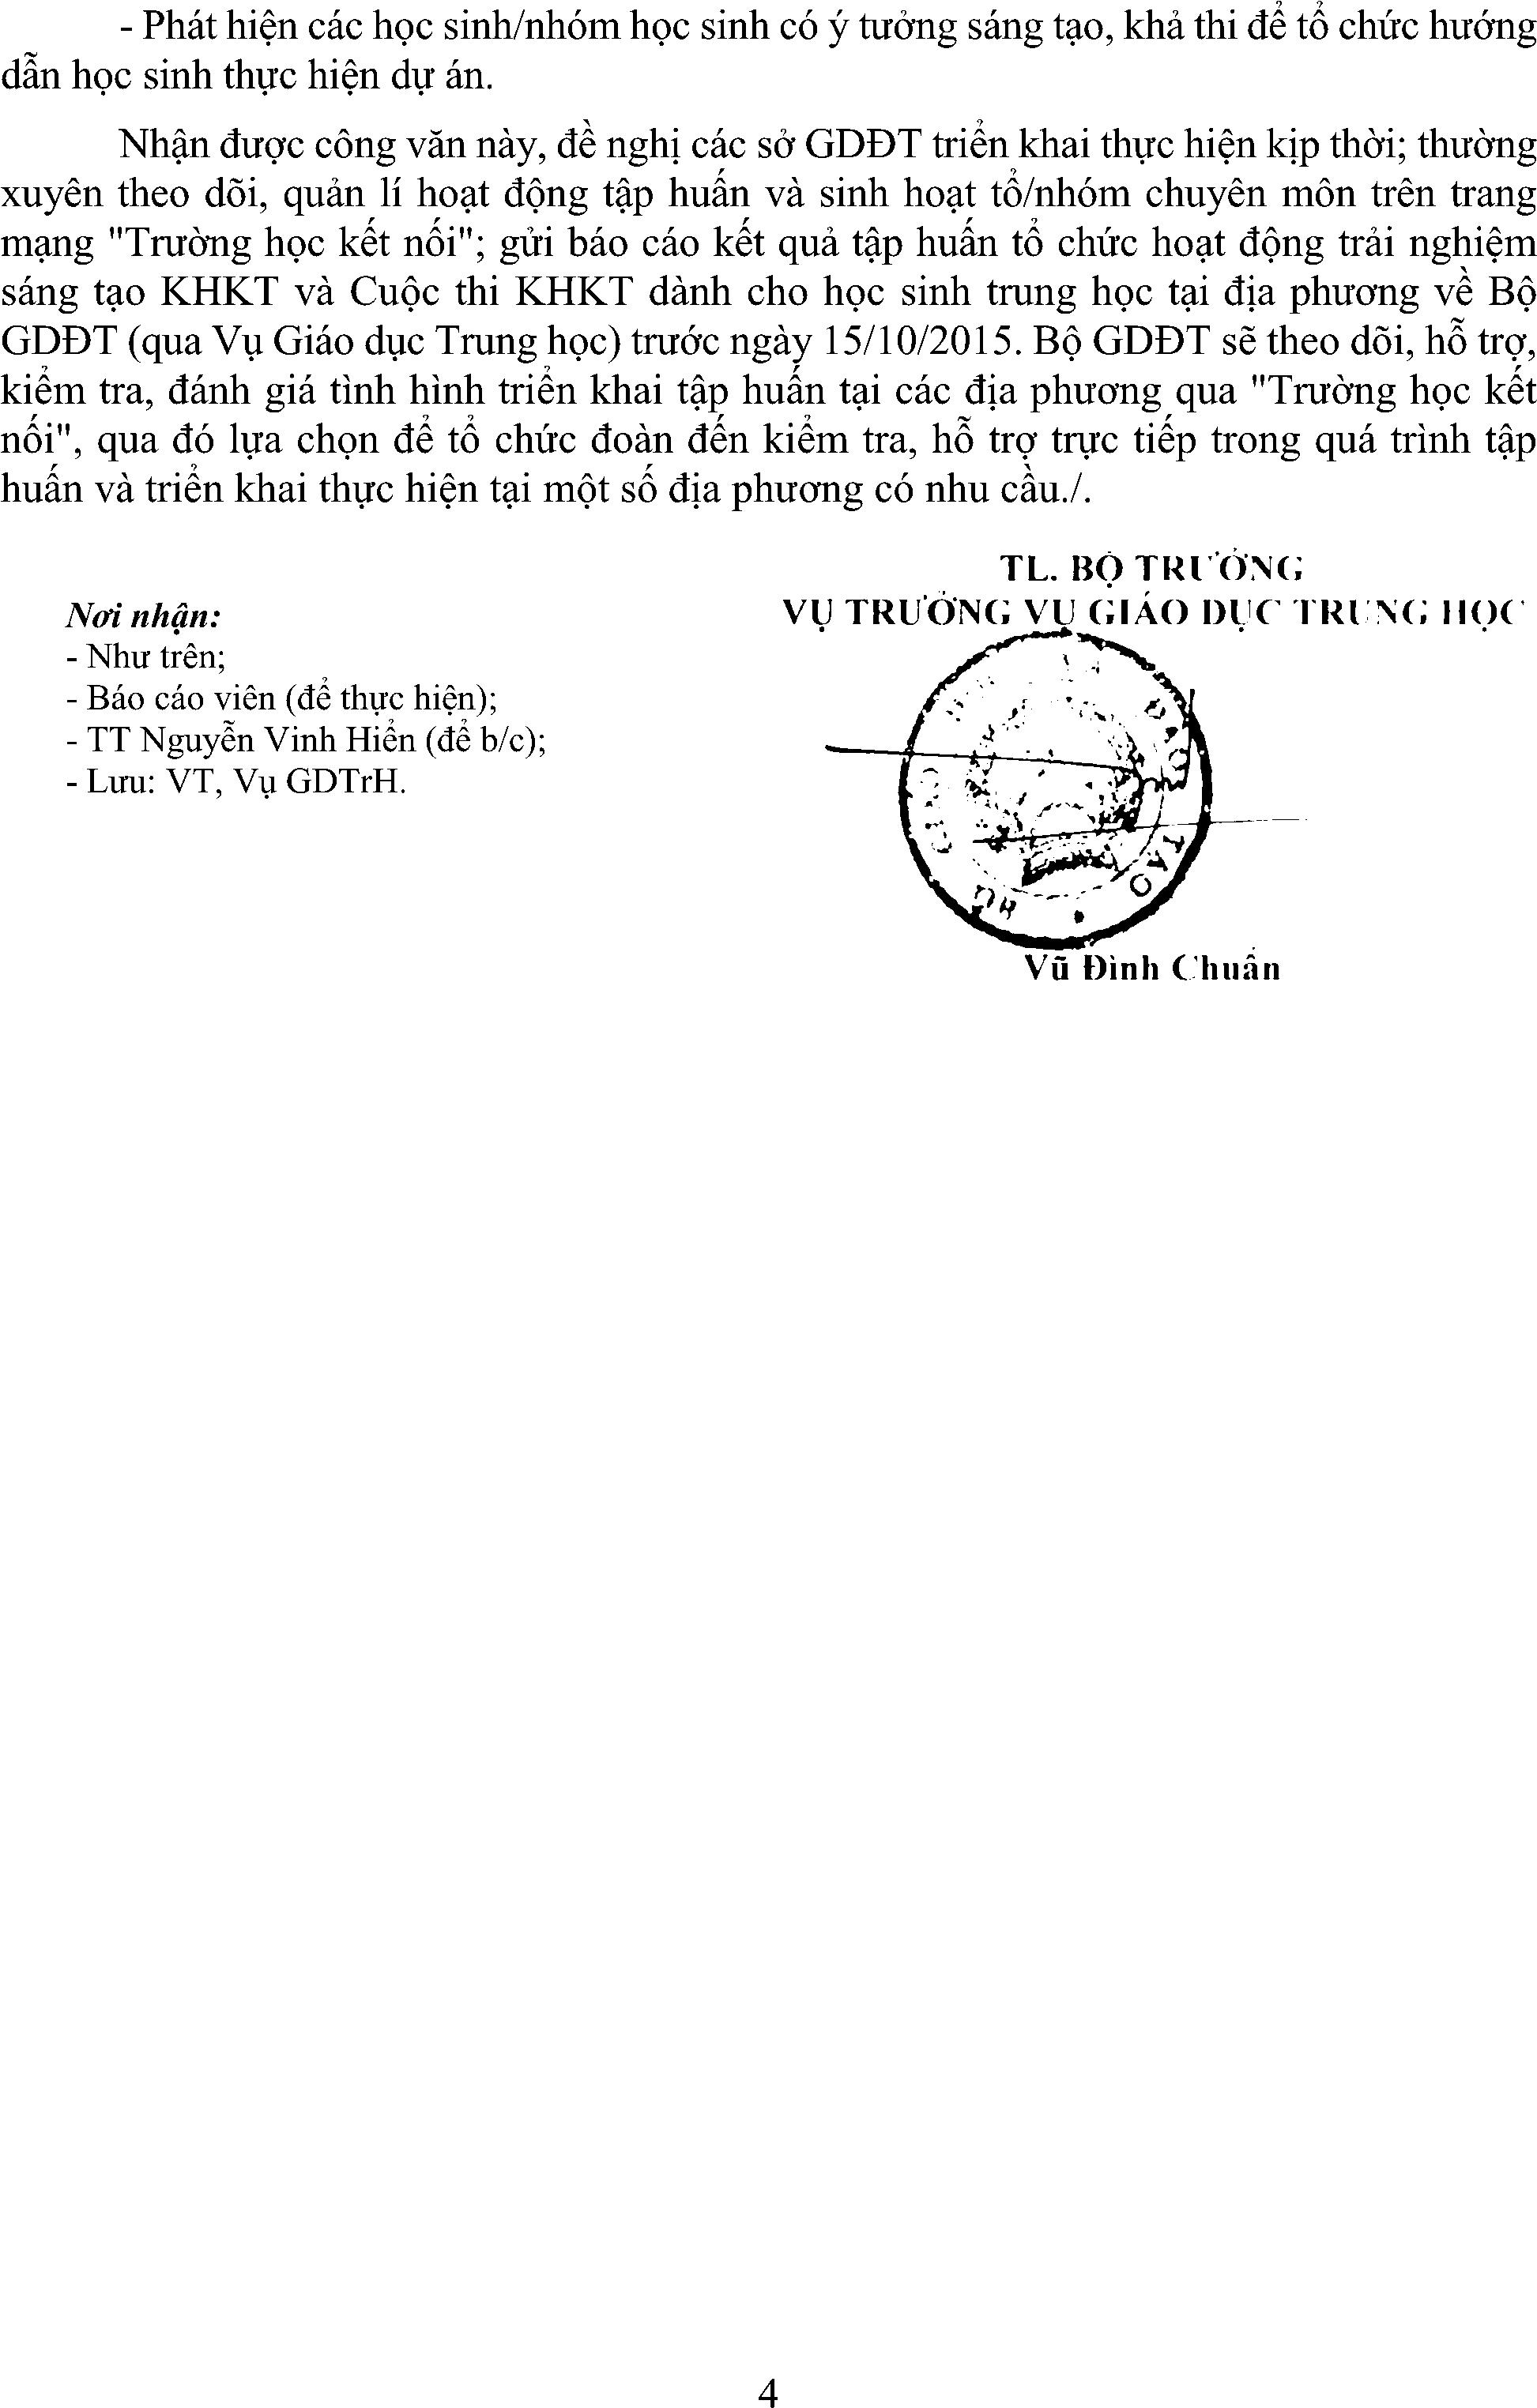 - Phát hiện các học sinh/nhóm học sinh có ý tưởng sáng tạo, khả thi để tổ chức hướng
dẫn học sinh thực hiện dự án.
Nhận được công văn này, đề nghị các sở GDĐT triển khai thực hiện kịp thời; thường
xuyên theo dõi, quản lí hoạt động tập huấn và sinh hoạt tổ/nhóm chuyên môn trên trang
mạng "Trường học kết nối"; gửi báo cáo kết quả tập huấn tổ chức hoạt động trải nghiệm
sáng tạo KHKT và Cuộc thi KHKT dành cho học sinh trung học tại địa phương về Bộ
GDĐT (qua Vụ Giáo dục Trung học) trước ngày 15/10/2015. Bộ GDĐT sẽ theo dõi, hỗ trợ,
kiểm tra, đánh giá tình hình triển khai tập huấn tại các địa phương qua "Trường học kết
nối", qua đó lựa chọn để tổ chức đoàn đến kiểm tra, hỗ trợ trực tiếp trong quá trình tập
huấn và triển khai thực hiện tại một số địa phương có nhu cầu./.
TL. BỘ TRƯỞNG
VỤ TRƯỞNG VỤ GIÁO DỤC TRUNG HỌC
Nơi nhận:
- Như trên;
- Báo cáo viên (để thực hiện);
- TT Nguyễn Vinh Hiển (để b/c);
- Lưu: VT, Vụ GDTrH.
Vũ Đình Chuẩn
4